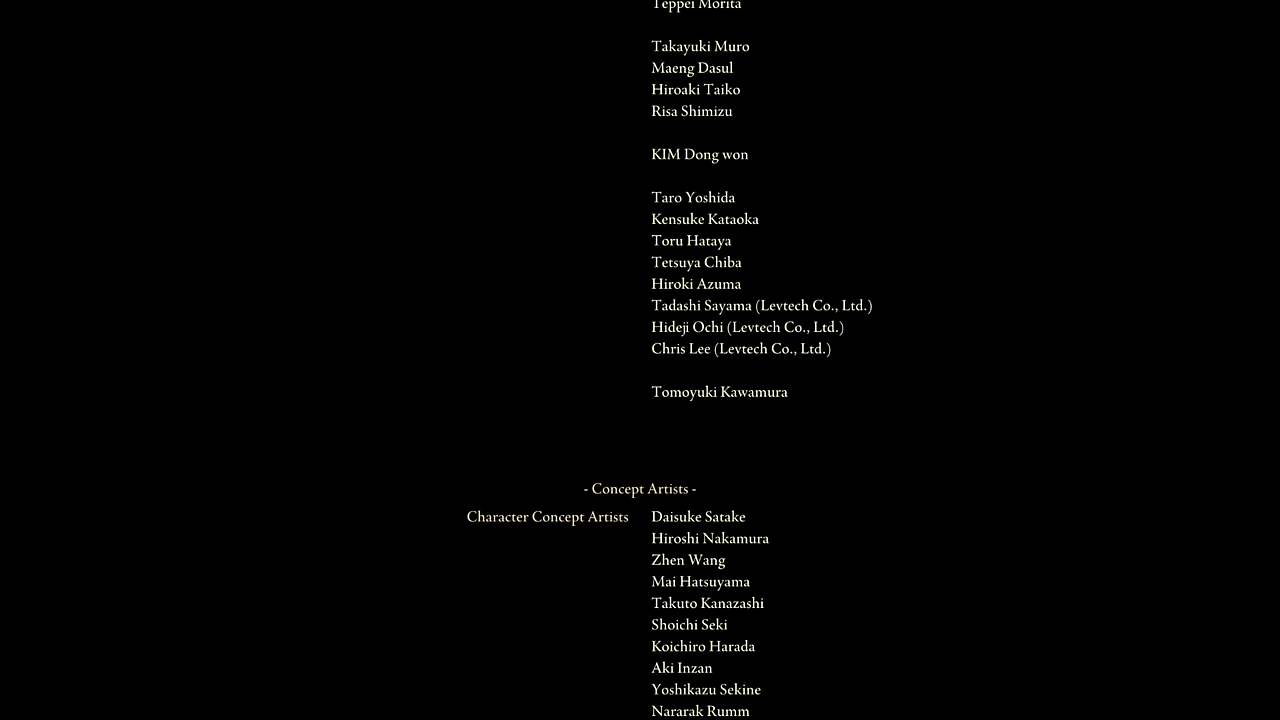 Teppei Morita
Takayuki Muro
Maeng Dasul
Hiroaki Taiko
Risa Shimizu
KIM Dong won
Taro Yoshida
Kensuke Kataoka
Toru Hataya
Tetsuya Chiba
Hiroki Azuma
Tadashi Sayama (Levtech Co., Ltd.)
Hideji Ochi (Levtech Co., Ltd.)
Chris Lee (Levtech Co., Ltd.)
Tomoyuki Kawamura
- Concept Artists -
Character Concept Artists Daisuke Satake
Hiroshi Nakamura
Zhen Wang
Mai Hatsuyama
Takuto Kanazashi
Shoichi Seki
Koichiro Harada
Aki Inzan
Yoshikazu Sekine
Nararak Rumm